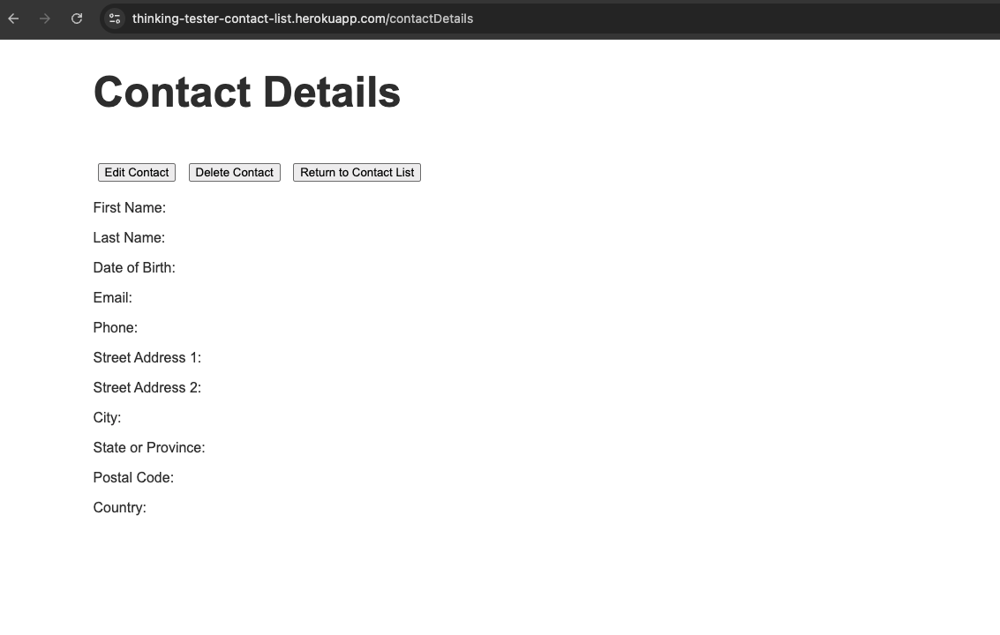 thinking-tester-contact-list.herokuapp.com/contactDetails
Contact Details
Edit Contact Delete Contact Return to Contact List
First Name:
Last Name:
Date of Birth:
Email:
Phone:
Street Address 1:
Street Address 2:
City:
State or Province:
Postal Code:
Country: